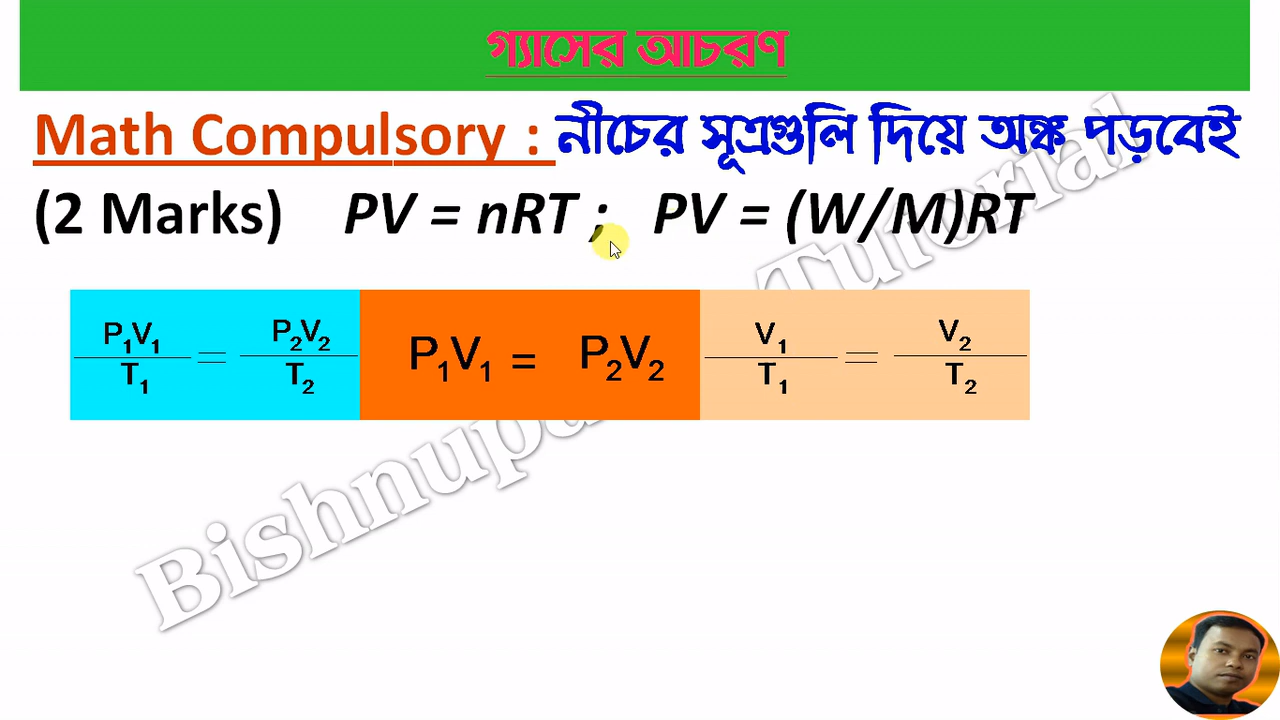 গ্যাসের আচরণ
Math Compulsory : নীচের সূত্রগুলি দিয়ে অঙ্ক পড়বেই
(2 Marks) PV = nRT ; PV = (W/M)RT
P₁V₁/T₁ = P₂V₂/T₂ P₁V₁ = P₂V₂ V₁/T₁ = V₂/T₂
Tutorial